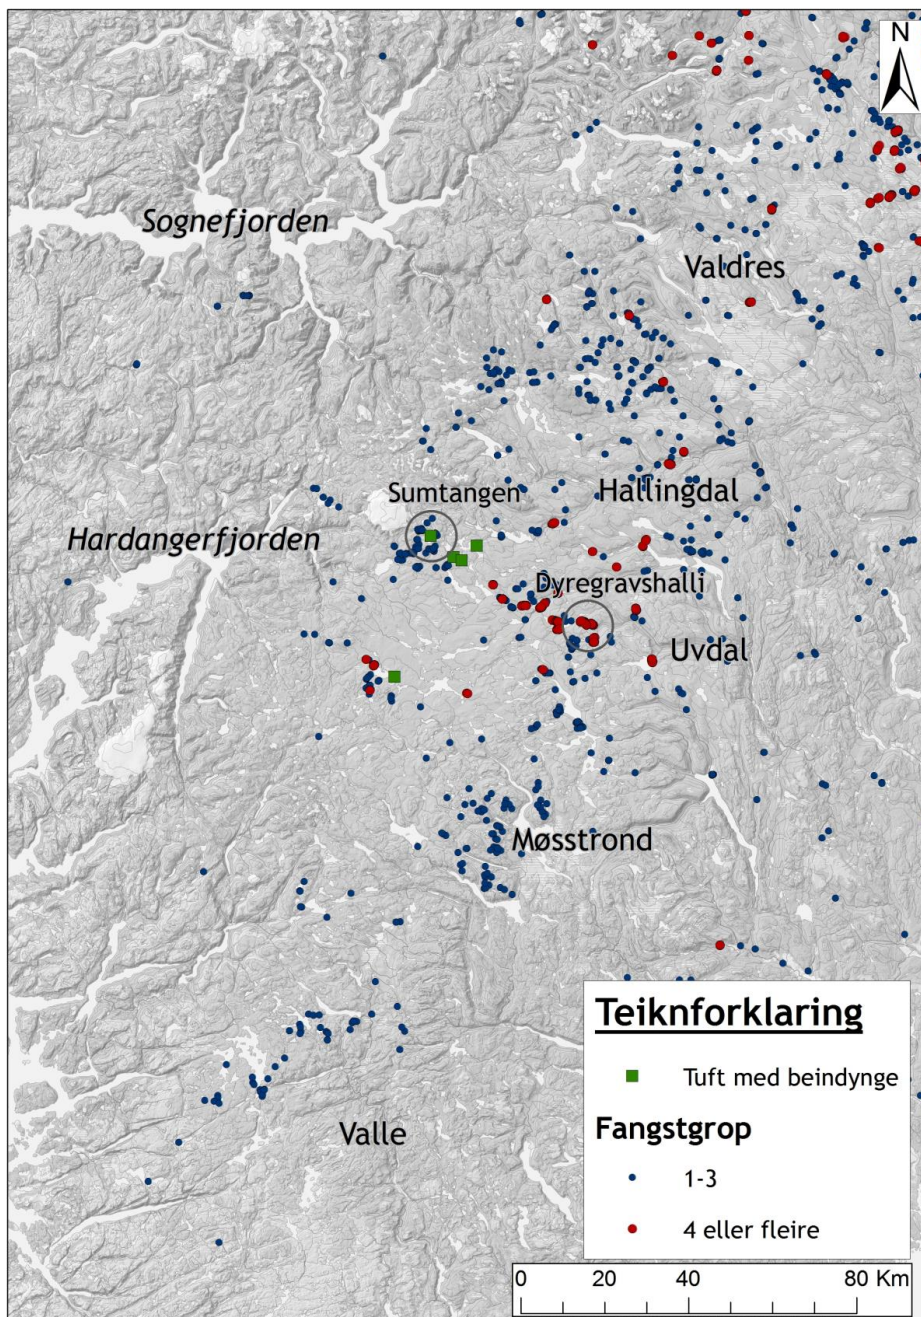 N
Sognefjorden
Valdres
Sumtangen
Hallingdal
Hardangerfjorden
Dyregravshalli
Uvdal
Møsstrond
Valle
Teiknforklaring
Tuft med beindynge
Fangstgrop
1-3
4 eller fleire
0 20 40 80 Km